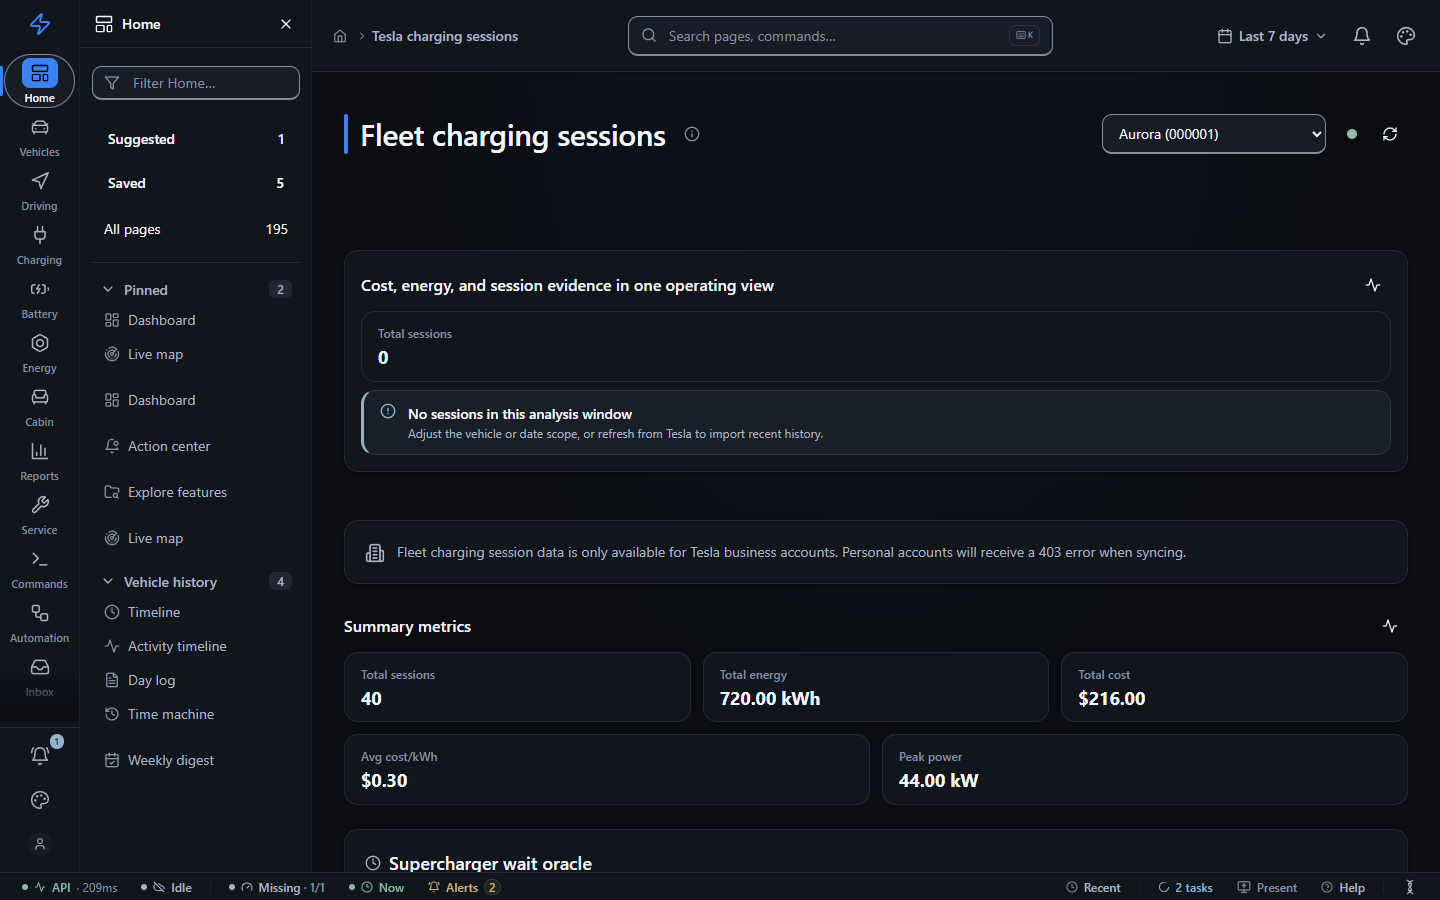 Home
Vehicles
Driving
Charging
Battery
Energy
Cabin
Reports
Service
Commands
Automation
Inbox
1
Home
Filter Home...
Suggested 1
Saved 5
All pages 195
Pinned 2
Dashboard
Live map
Dashboard
Action center
Explore features
Live map
Vehicle history 4
Timeline
Activity timeline
Day log
Time machine
Weekly digest
Tesla charging sessions
Search pages, commands...
K
Last 7 days
Fleet charging sessions
Aurora (000001)
Cost, energy, and session evidence in one operating view
Total sessions
0
No sessions in this analysis window
Adjust the vehicle or date scope, or refresh from Tesla to import recent history.
Fleet charging session data is only available for Tesla business accounts. Personal accounts will receive a 403 error when syncing.
Summary metrics
Total sessions
40
Total energy
720.00 kWh
Total cost
$216.00
Avg cost/kWh
$0.30
Peak power
44.00 kW
Supercharger wait oracle
API · 209ms
Idle
Missing · 1/1
Now
Alerts 2
Recent
2 tasks
Present
Help